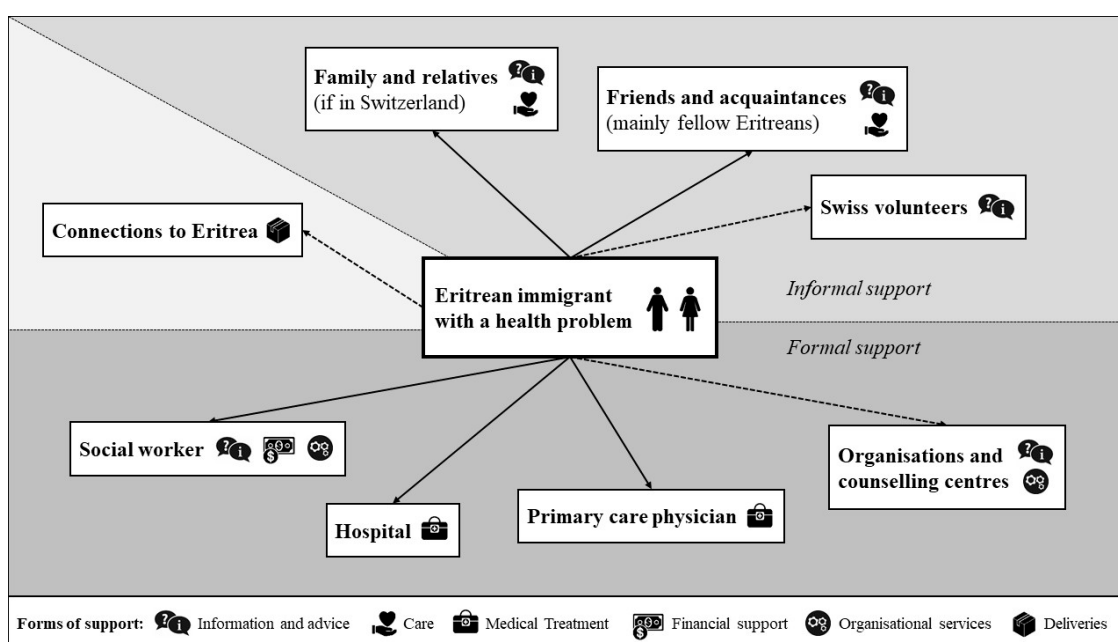 Family and relatives
(if in Switzerland)
Friends and acquaintances
(mainly fellow Eritreans)
Swiss volunteers
Connections to Eritrea
Eritrean immigrant
with a health problem
Informal support
Formal support
Social worker
Organisations and
counselling centres
Hospital
Primary care physician
Forms of support: Information and advice Care Medical Treatment Financial support Organisational services Deliveries